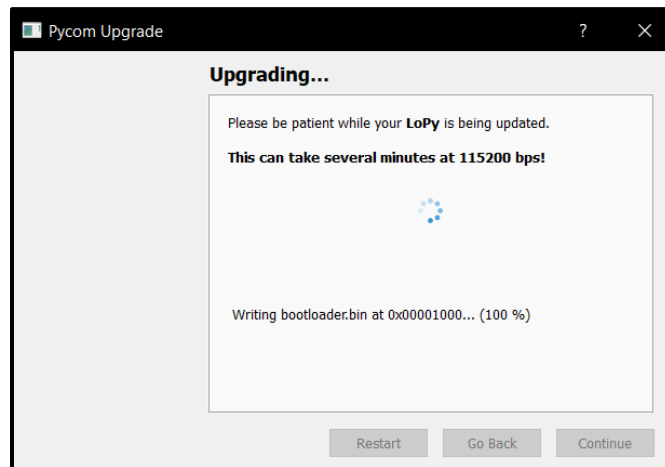 Pycom Upgrade
?
Upgrading...
Please be patient while your LoPy is being updated.
This can take several minutes at 115200 bps!
Writing bootloader.bin at 0x00001000... (100 %)
Restart
Go Back
Continue